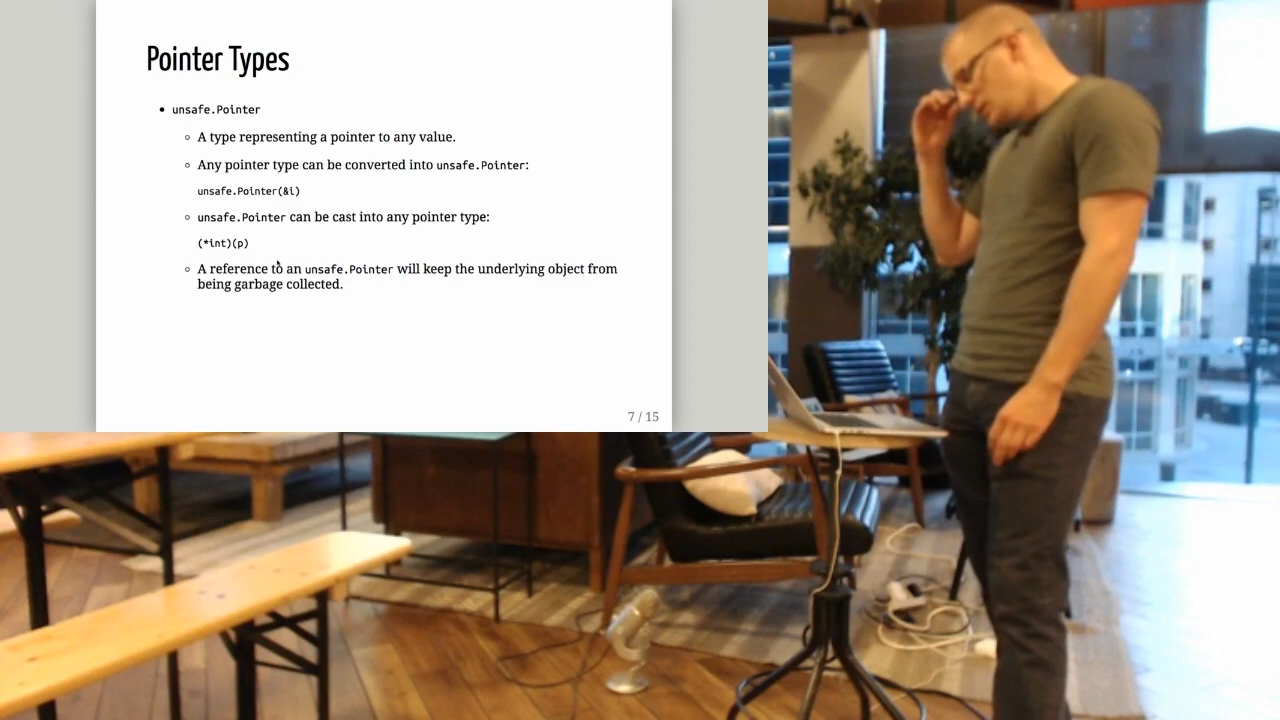 Pointer Types
• unsafe.Pointer
◦ A type representing a pointer to any value.
◦ Any pointer type can be converted into unsafe.Pointer:
unsafe.Pointer(&i)
◦ unsafe.Pointer can be cast into any pointer type:
(*int)(p)
◦ A reference to an unsafe.Pointer will keep the underlying object from
being garbage collected.
7 / 15